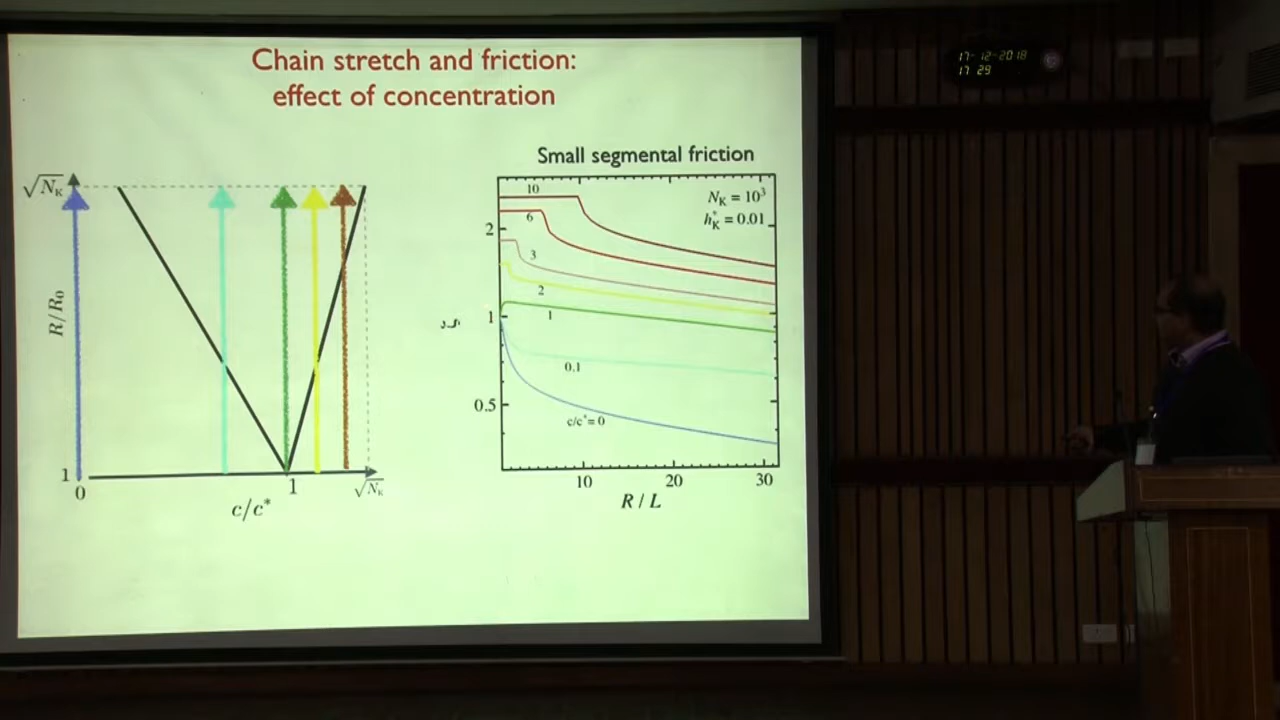 17-12-2018
17 29
Chain stretch and friction:
effect of concentration
√N_K
R/R₀
1
0
1
√N_K
c/c*
Small segmental friction
N_K = 10³
h*_K = 0.01
10
6
3
2
1
0.1
c/c*=0
2
1
0.5
ζ
10
20
30
R / L